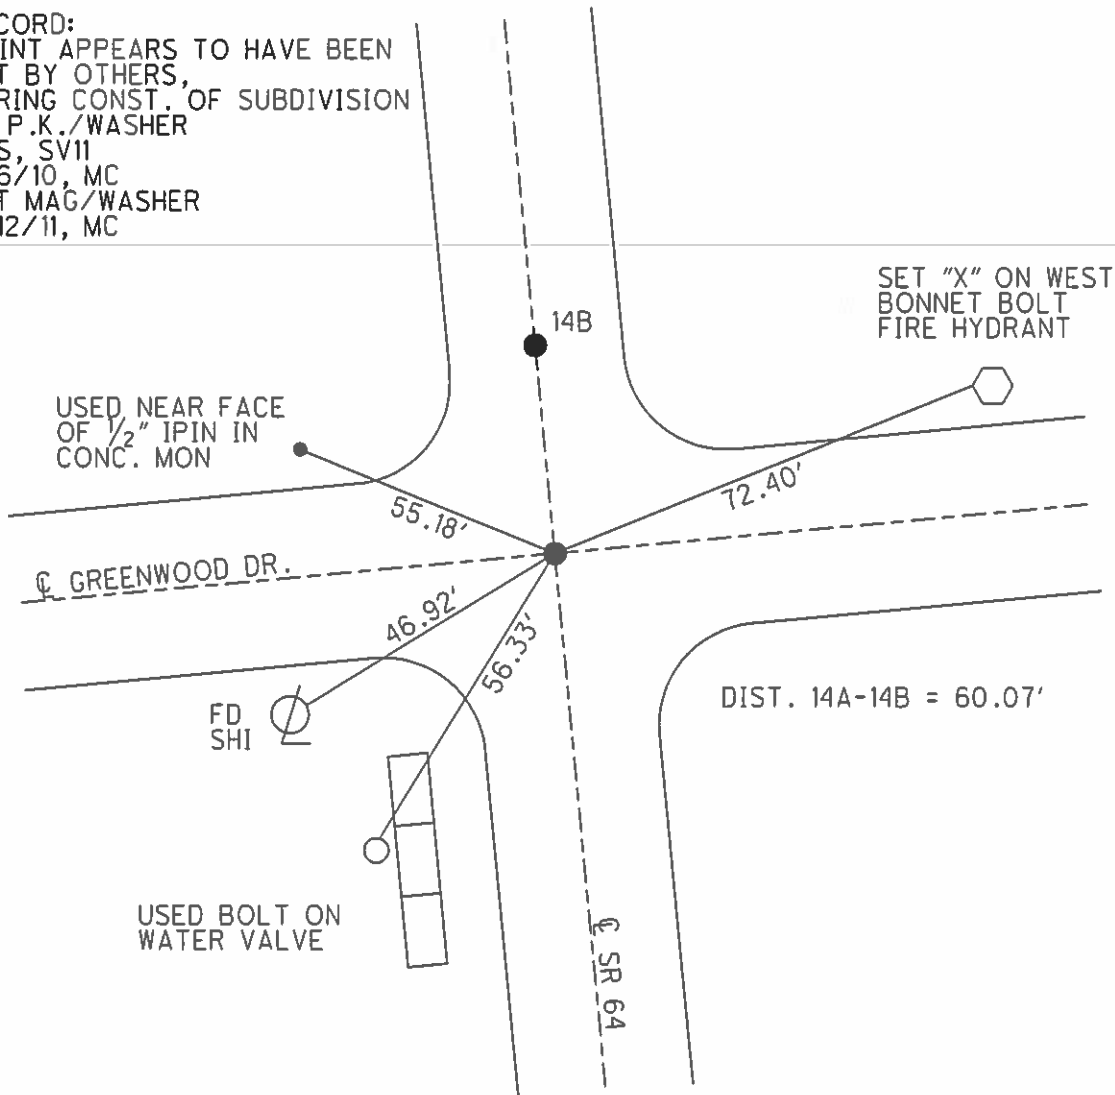 CORD:
INT APPEARS TO HAVE BEEN
T BY OTHERS,
RING CONST. OF SUBDIVISION
P.K./WASHER
S, SV11
6/10, MC
T MAG/WASHER
12/11, MC
SET "X" ON WEST
BONNET BOLT
FIRE HYDRANT
14B
USED NEAR FACE
OF 1/2" IPIN IN
CONC. MON
55.18'
72.40'
℄ GREENWOOD DR.
46.92'
56.33'
FD
SHI
DIST. 14A-14B = 60.07'
USED BOLT ON
WATER VALVE
℄ SR 64